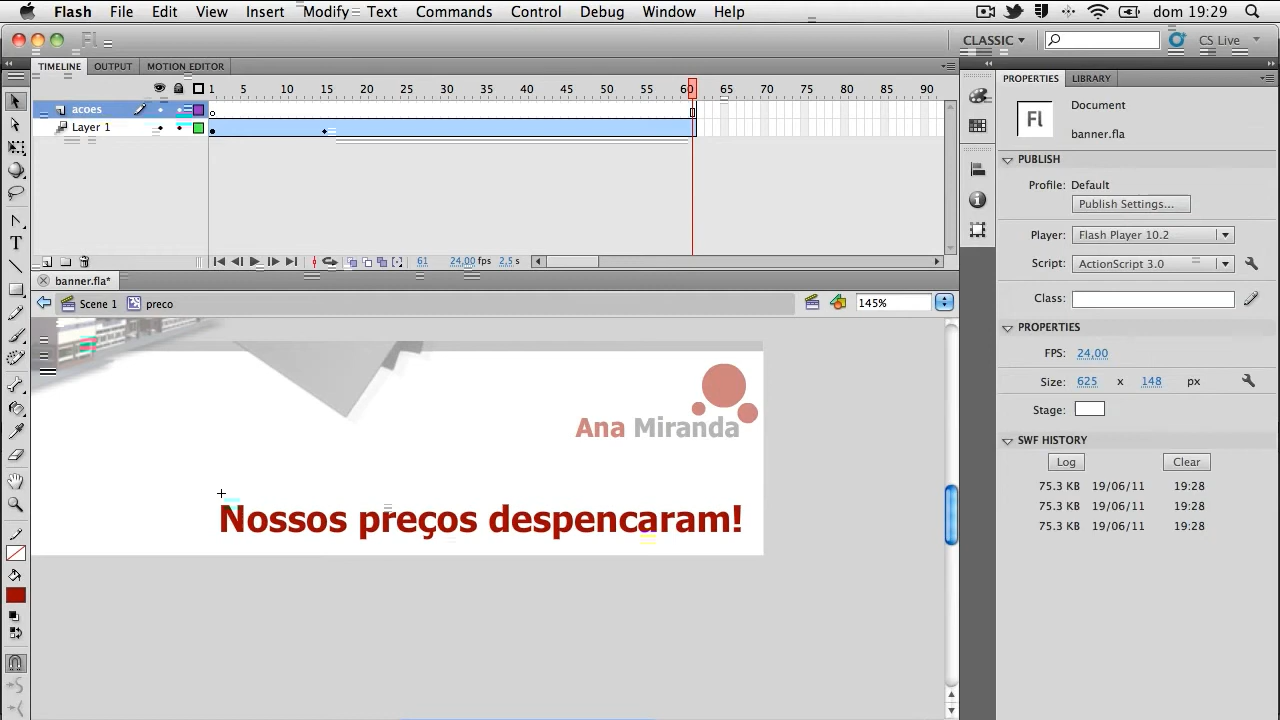 Flash File Edit View Insert Modify Text Commands Control Debug Window Help dom 19:29
Fl CLASSIC CS Live
TIMELINE OUTPUT MOTION EDITOR
PROPERTIES LIBRARY
1 5 10 15 20 25 30 35 40 45 50 55 60 65 70 75 80 85 90
acoes
Layer 1
Fl
Document
banner.fla
PUBLISH
Profile: Default
Publish Settings...
Player: Flash Player 10.2
Script: ActionScript 3.0
Class:
61 24,00 fps 2,5 s
banner.fla*
Scene 1 preco 145%
PROPERTIES
FPS: 24,00
Size: 625 x 148 px
Stage:
SWF HISTORY
Log Clear
75.3 KB 19/06/11 19:28
75.3 KB 19/06/11 19:28
75.3 KB 19/06/11 19:28
Ana Miranda
Nossos preços despencaram!
T